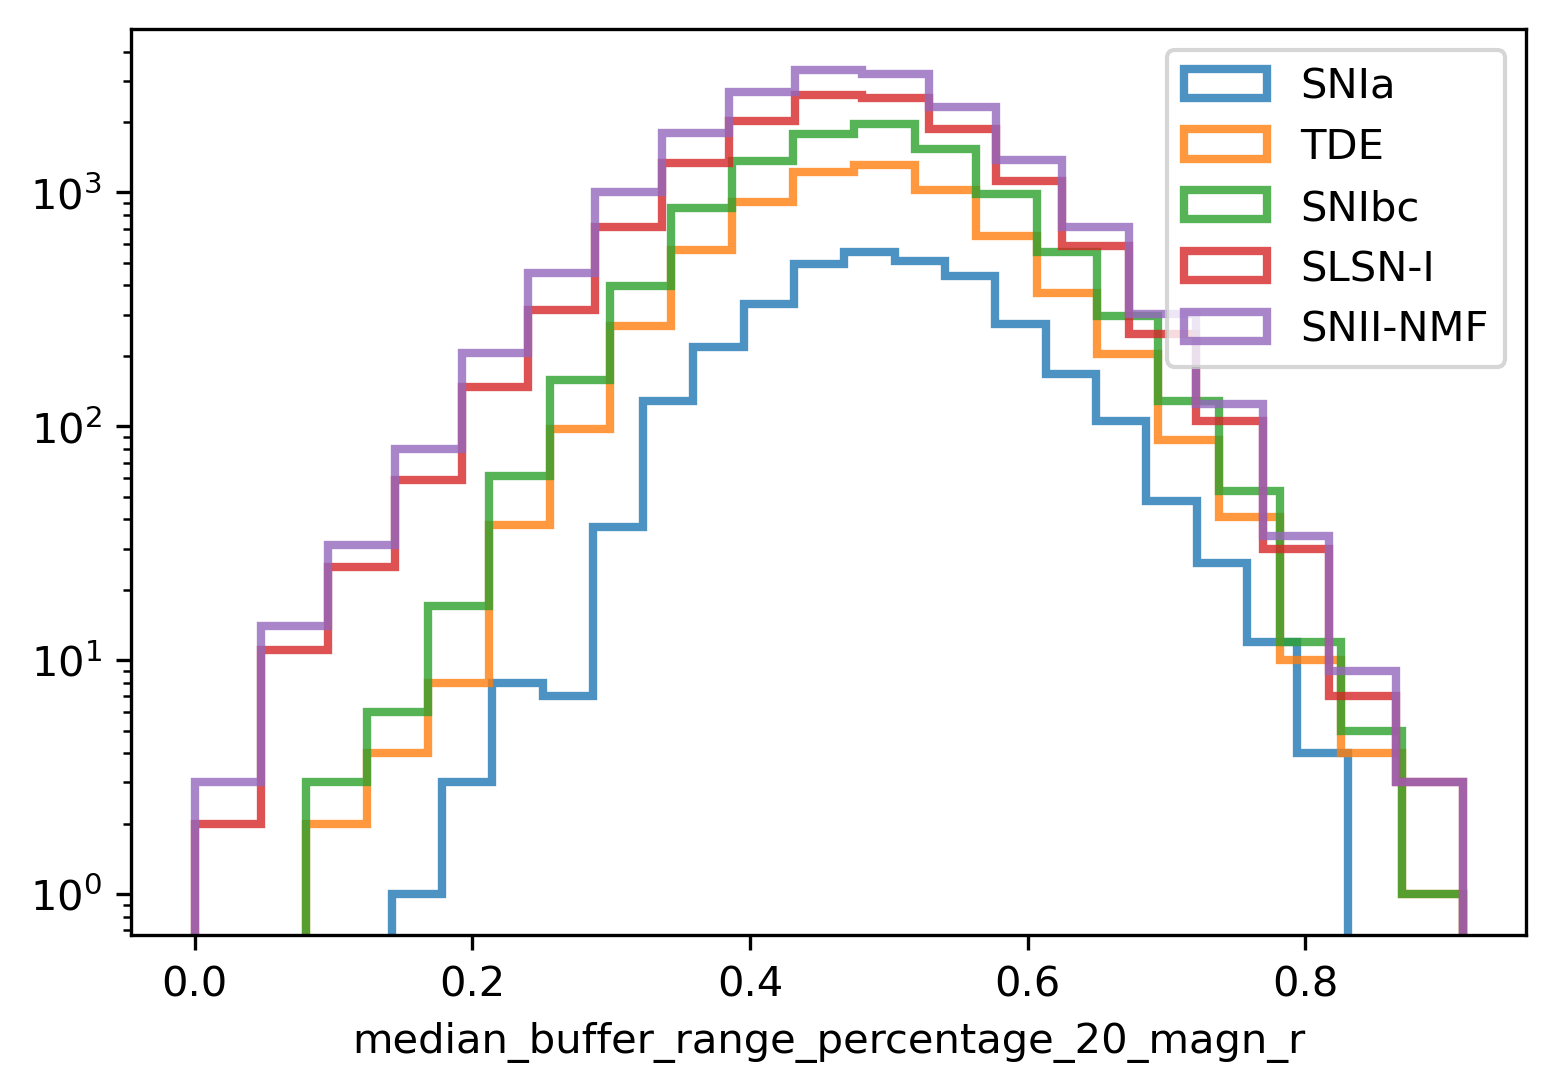 10³
10²
10¹
10⁰
SNIa
TDE
SNIbc
SLSN-I
SNII-NMF
0.0 0.2 0.4 0.6 0.8
median_buffer_range_percentage_20_magn_r